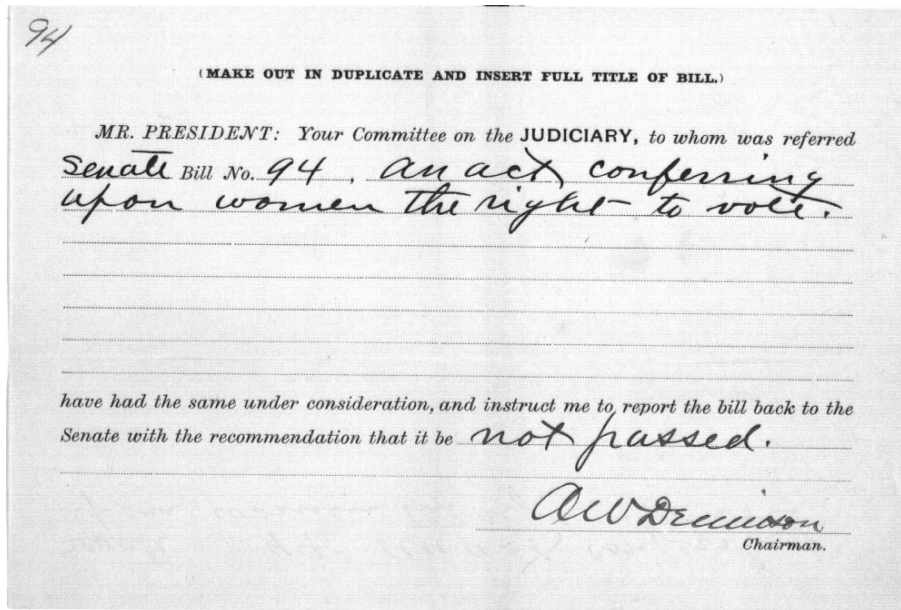 94
(MAKE OUT IN DUPLICATE AND INSERT FULL TITLE OF BILL.)
MR. PRESIDENT: Your Committee on the JUDICIARY, to whom was referred
Senate Bill No. 94. An act, conferring
upon women the right to vote.
have had the same under consideration, and instruct me to report the bill back to the
Senate with the recommendation that it be not passed.
A W Dennison
Chairman.